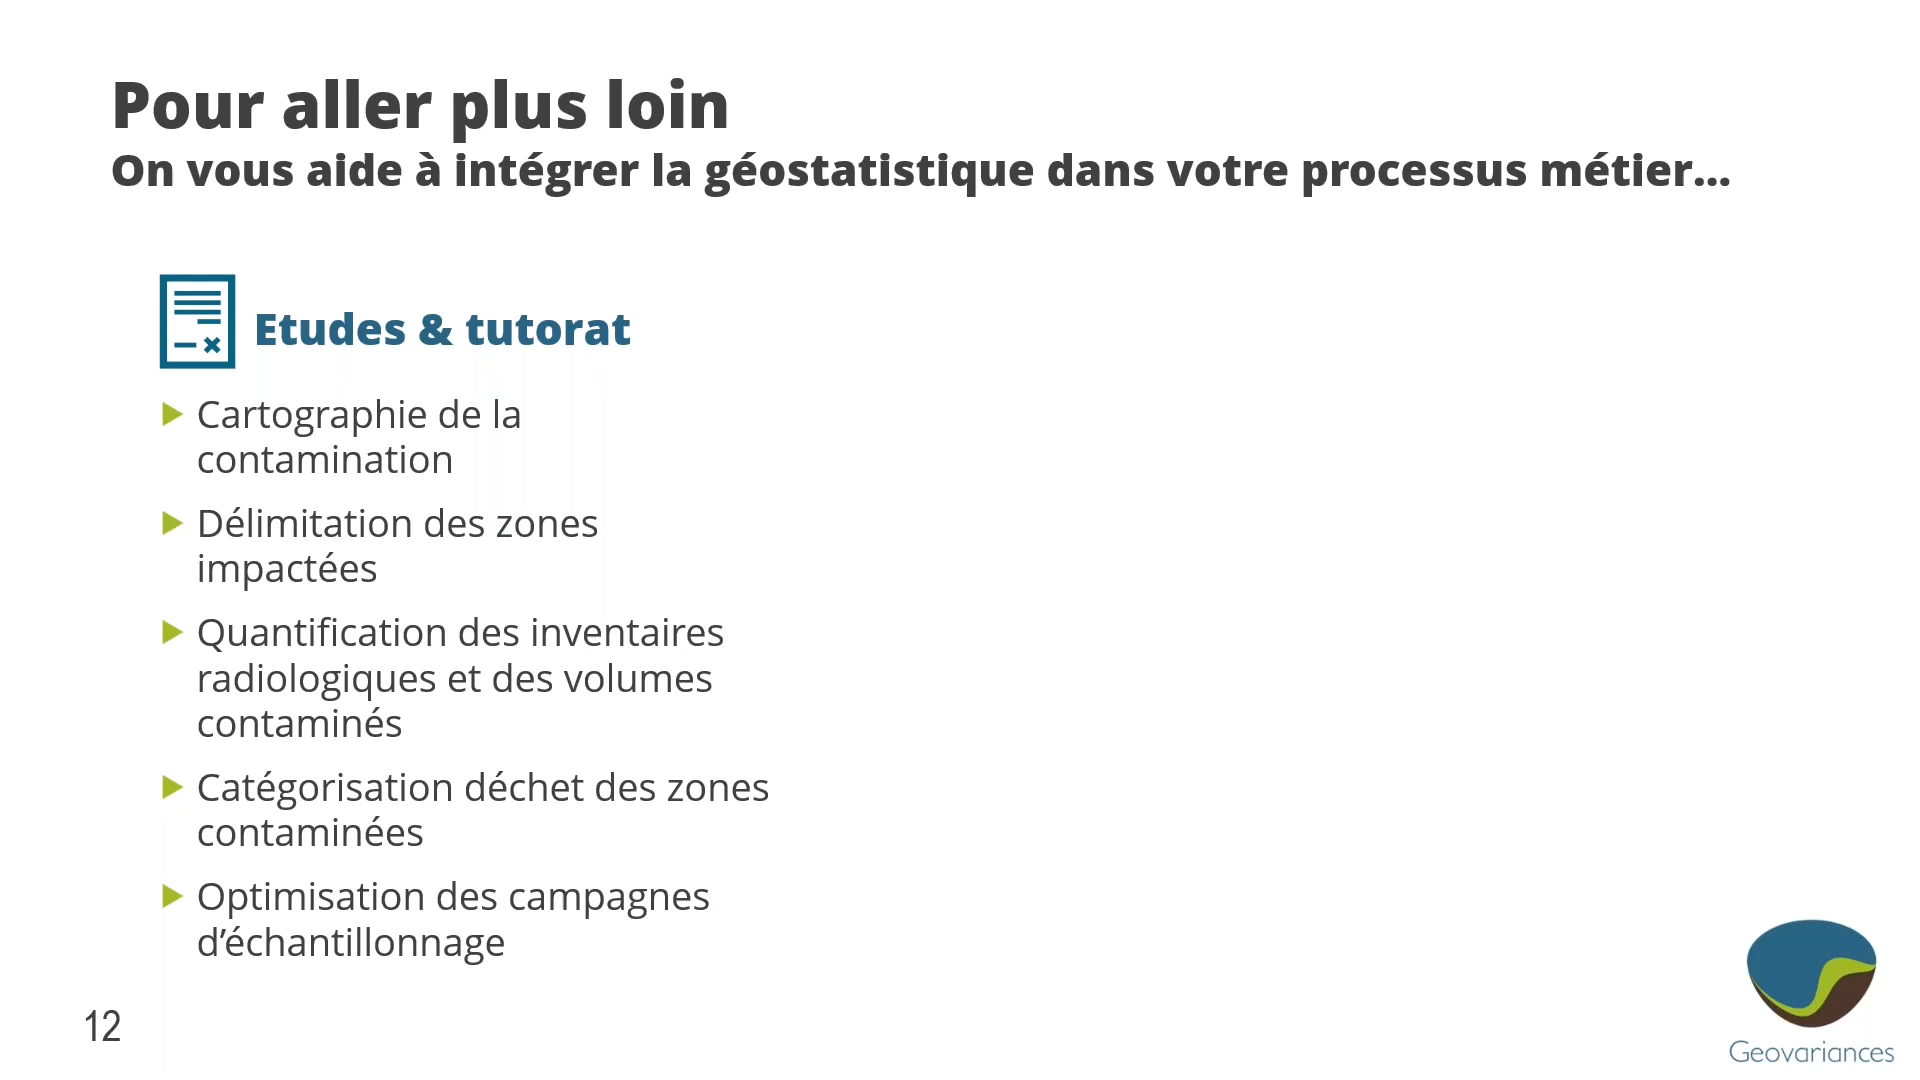 Pour aller plus loin
On vous aide à intégrer la géostatistique dans votre processus métier...
Etudes & tutorat
Cartographie de la
contamination
Délimitation des zones
impactées
Quantification des inventaires
radiologiques et des volumes
contaminés
Catégorisation déchet des zones
contaminées
Optimisation des campagnes
d’échantillonnage
12
Geovariances